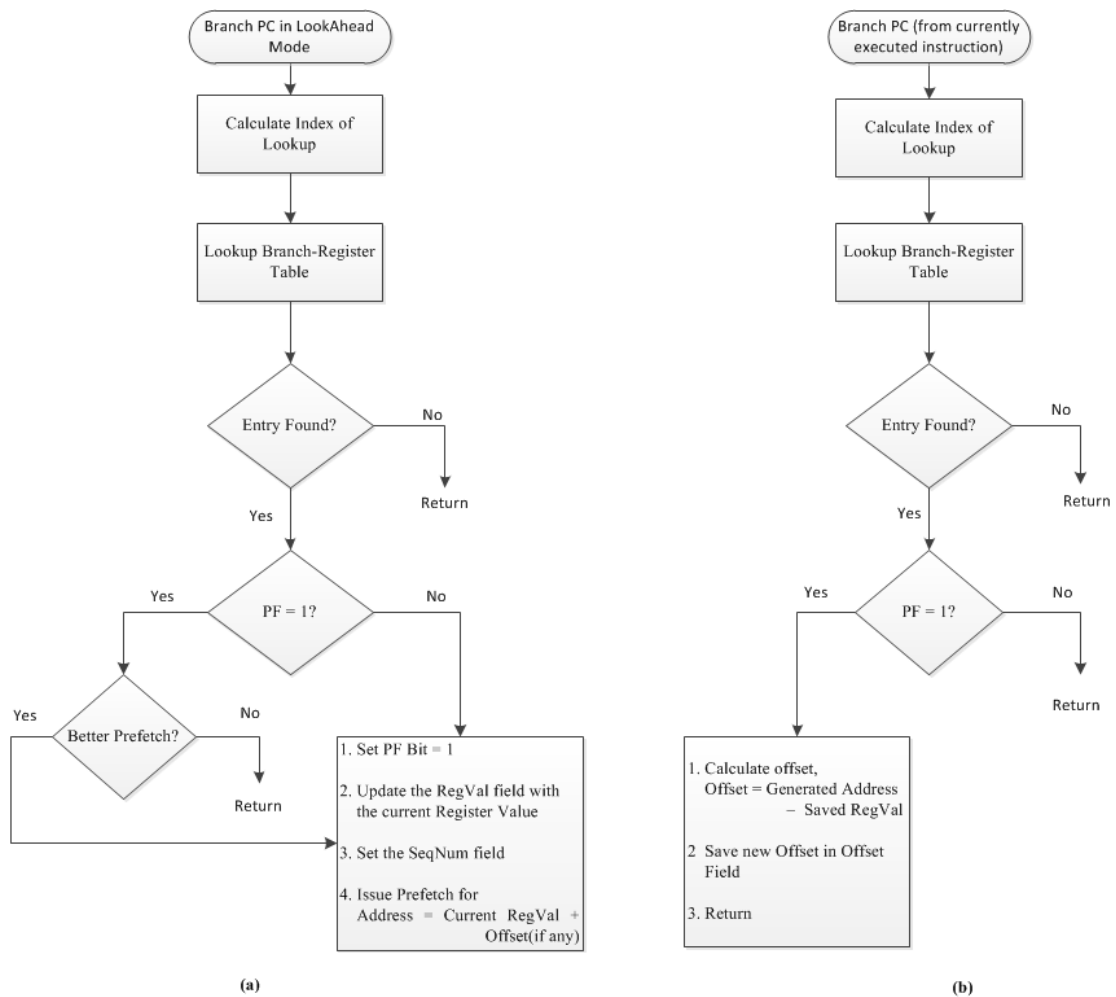 Branch PC in LookAhead
Mode
Calculate Index of
Lookup
Lookup Branch-Register
Table
Entry Found?
No
Return
Yes
PF = 1?
Yes
No
Better Prefetch?
Yes
No
Return
1. Set PF Bit = 1
2. Update the RegVal field with
the current Register Value
3. Set the SeqNum field
4. Issue Prefetch for
Address = Current RegVal +
Offset(if any)
(a)
Branch PC (from currently
executed instruction)
Calculate Index of
Lookup
Lookup Branch-Register
Table
Entry Found?
No
Return
Yes
PF = 1?
Yes
No
Return
1. Calculate offset,
Offset = Generated Address
– Saved RegVal
2 Save new Offset in Offset
Field
3. Return
(b)